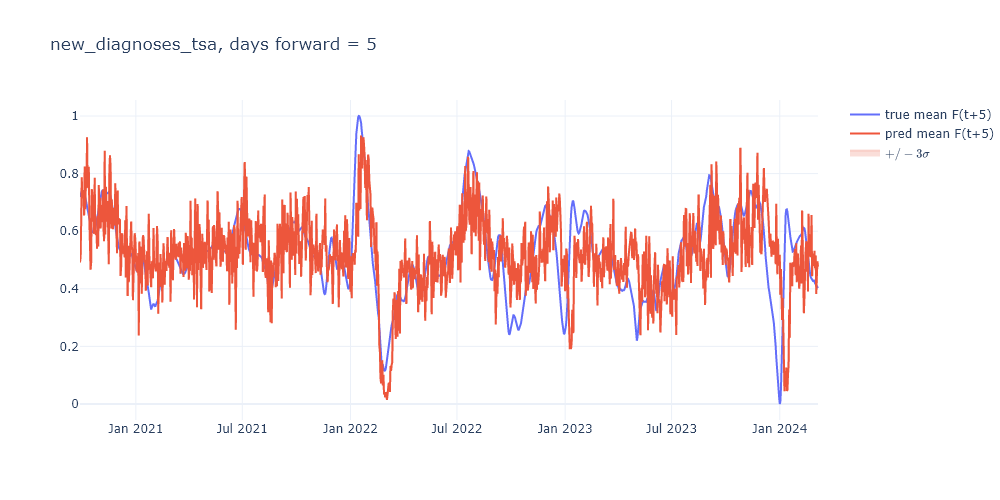 new_diagnoses_tsa, days forward = 5
1
0.8
0.6
0.4
0.2
0
Jan 2021
Jul 2021
Jan 2022
Jul 2022
Jan 2023
Jul 2023
Jan 2024
true mean F(t+5)
pred mean F(t+5)
+/ − 3σ